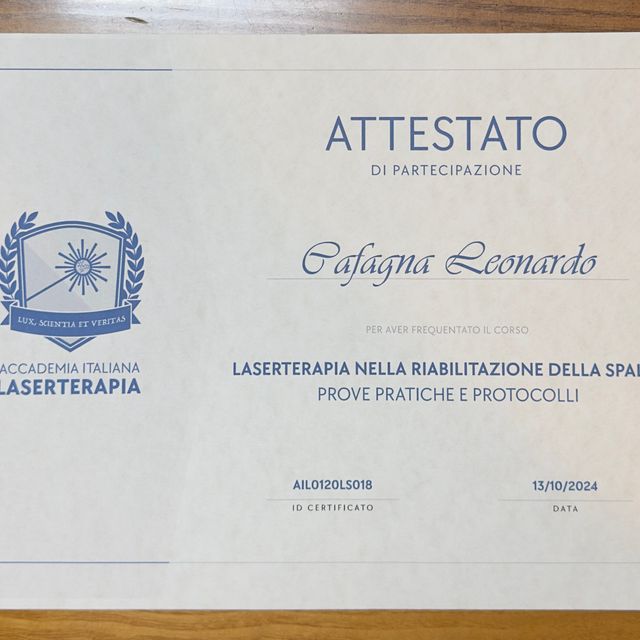 ATTESTATO
DI PARTECIPAZIONE
Cafagna Leonardo
PER AVER FREQUENTATO IL CORSO
LASERTERAPIA NELLA RIABILITAZIONE DELLA SPAL
PROVE PRATICHE E PROTOCOLLI
AIL0120LS018
ID CERTIFICATO
13/10/2024
DATA
LUX, SCIENTIA ET VERITAS
ACCADEMIA ITALIANA
LASERTERAPIA